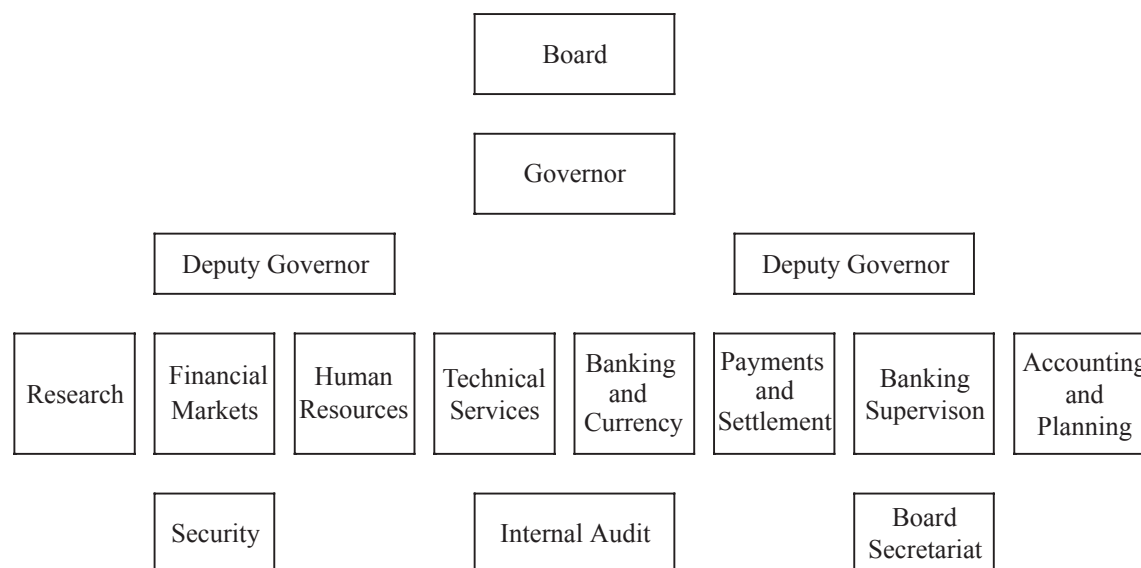 Board
Governor
Deputy Governor
Deputy Governor
Research
Financial
Markets
Human
Resources
Technical
Services
Banking
and
Currency
Payments
and
Settlement
Banking
Supervison
Accounting
and
Planning
Security
Internal Audit
Board
Secretariat